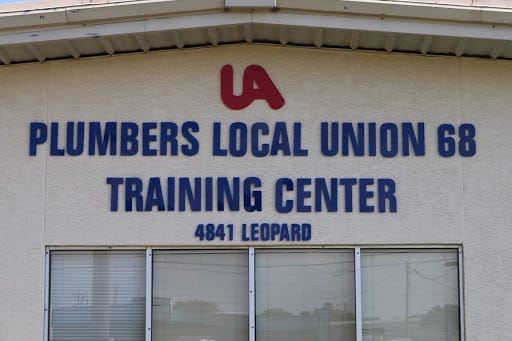 UA
PLUMBERS LOCAL UNION 68
TRAINING CENTER
4841 LEOPARD